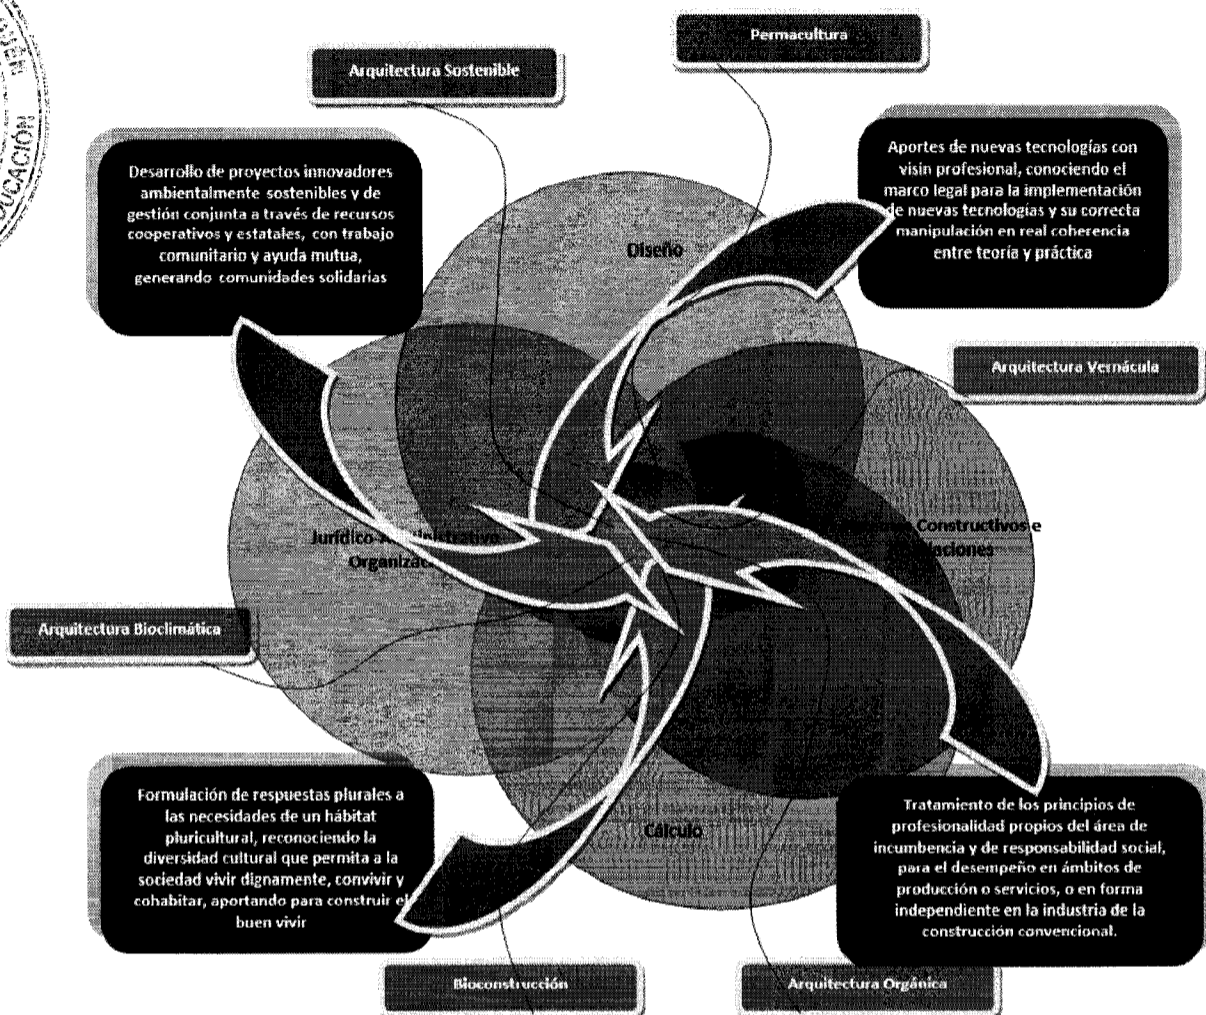 EDUCACIÓN
Permacultura
Arquitectura Sostenible
Desarrollo de proyectos innovadores
ambientalmente sostenibles y de
gestión conjunta a través de recursos
cooperativos y estatales, con trabajo
comunitario y ayuda mutua,
generando comunidades solidarias
Aportes de nuevas tecnologías con
visin profesional, conociendo el
marco legal para la implementación
de nuevas tecnologías y su correcta
manipulación en real coherencia
entre teoría y práctica
Diseño
Arquitectura Vernácula
Constructivos e
Jurídico
Arquitectura Bioclimática
Formulación de respuestas plurales a
las necesidades de un hábitat
pluricultural, reconociendo la
diversidad cultural que permita a la
sociedad vivir dignamente, convivir y
cohabitar, aportando para construir el
buen vivir
Cálculo
Tratamiento de los principios de
profesionalidad propios del área de
incumbencia y de responsabilidad social,
para el desempeño en ámbitos de
producción o servicios, o en forma
independiente en la industria de la
construcción convencional.
Bioconstrucción
Arquitectura Orgánica